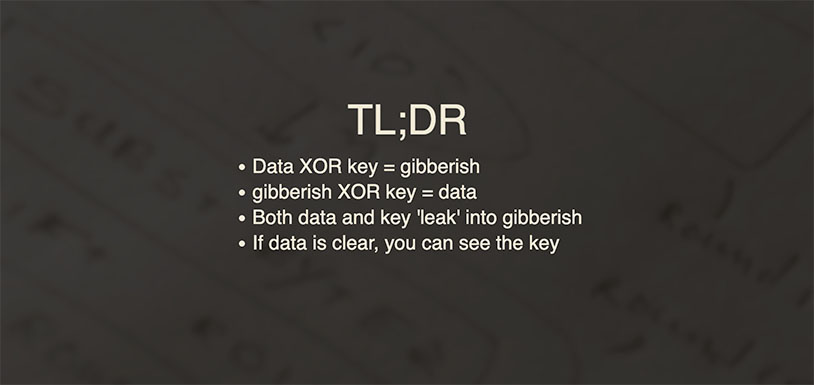 TL;DR
• Data XOR key = gibberish
• gibberish XOR key = data
• Both data and key 'leak' into gibberish
• If data is clear, you can see the key